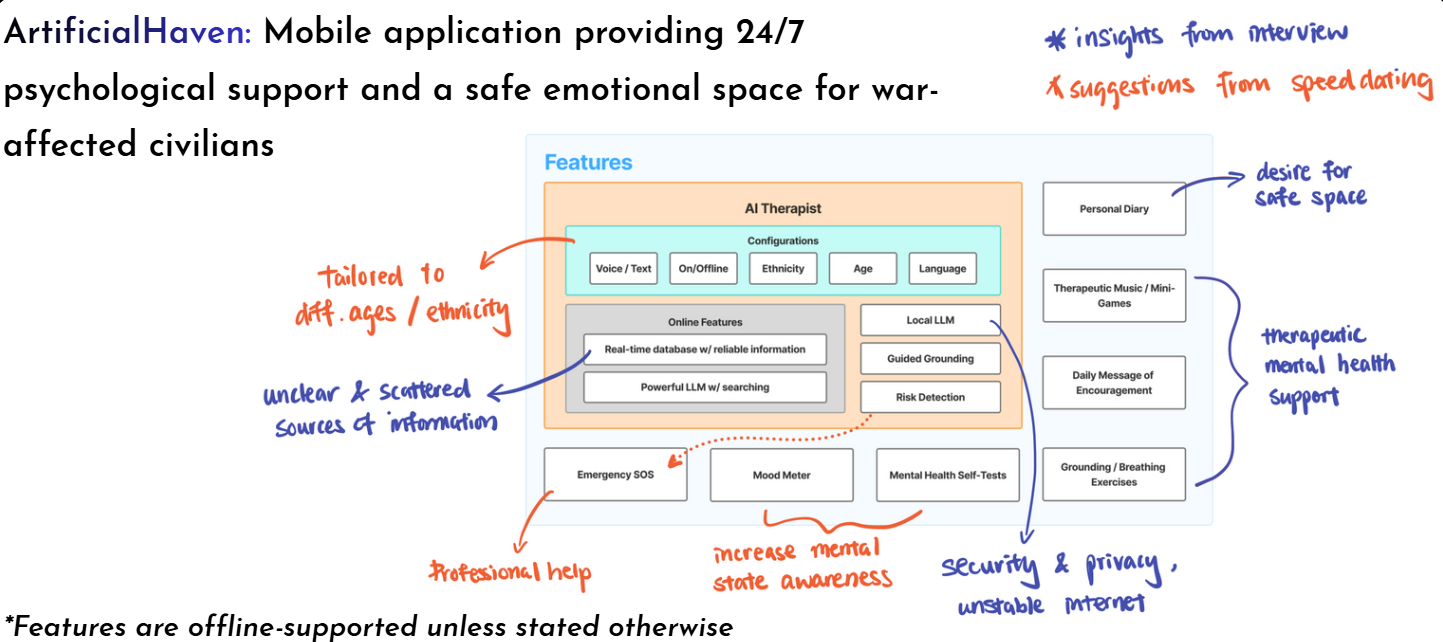 ArtificialHaven: Mobile application providing 24/7
psychological support and a safe emotional space for war-
affected civilians
* insights from interview
* suggestions from speed dating
Features
AI Therapist
Configurations
Voice / Text
On/Offline
Ethnicity
Age
Language
Online Features
Real-time database w/ reliable information
Powerful LLM w/ searching
Local LLM
Guided Grounding
Risk Detection
Emergency SOS
Mood Meter
Mental Health Self-Tests
Personal Diary
Therapeutic Music / Mini-
Games
Daily Message of
Encouragement
Grounding / Breathing
Exercises
tailored to
diff. ages / ethnicity
unclear & scattered
sources of information
Professional help
increase mental
state awareness
security & privacy,
unstable internet
desire for
safe space
therapeutic
mental health
support
*Features are offline-supported unless stated otherwise